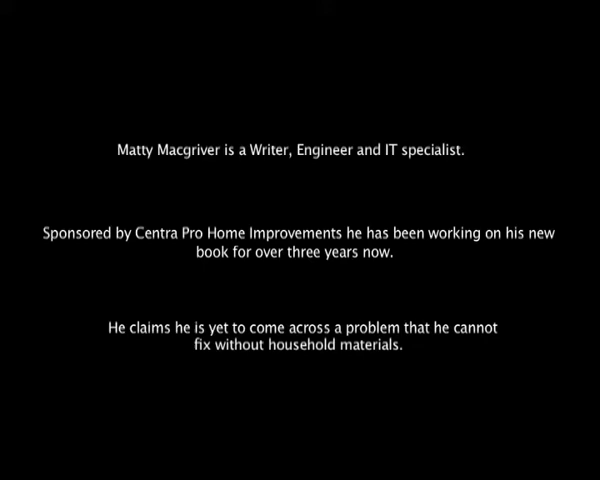 Matty Macgriver is a Writer, Engineer and IT specialist.
Sponsored by Centra Pro Home Improvements he has been working on his new
book for over three years now.
He claims he is yet to come across a problem that he cannot
fix without household materials.